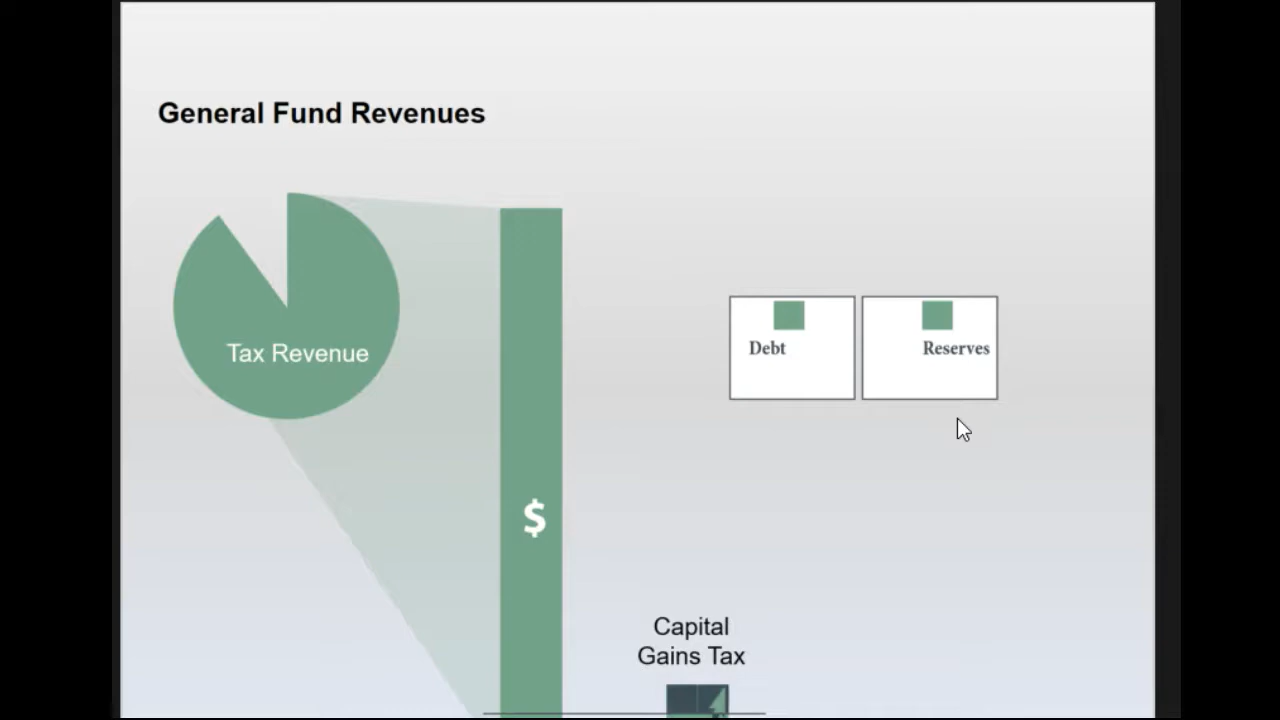 General Fund Revenues
Tax Revenue
Debt
Reserves
$
Capital
Gains Tax